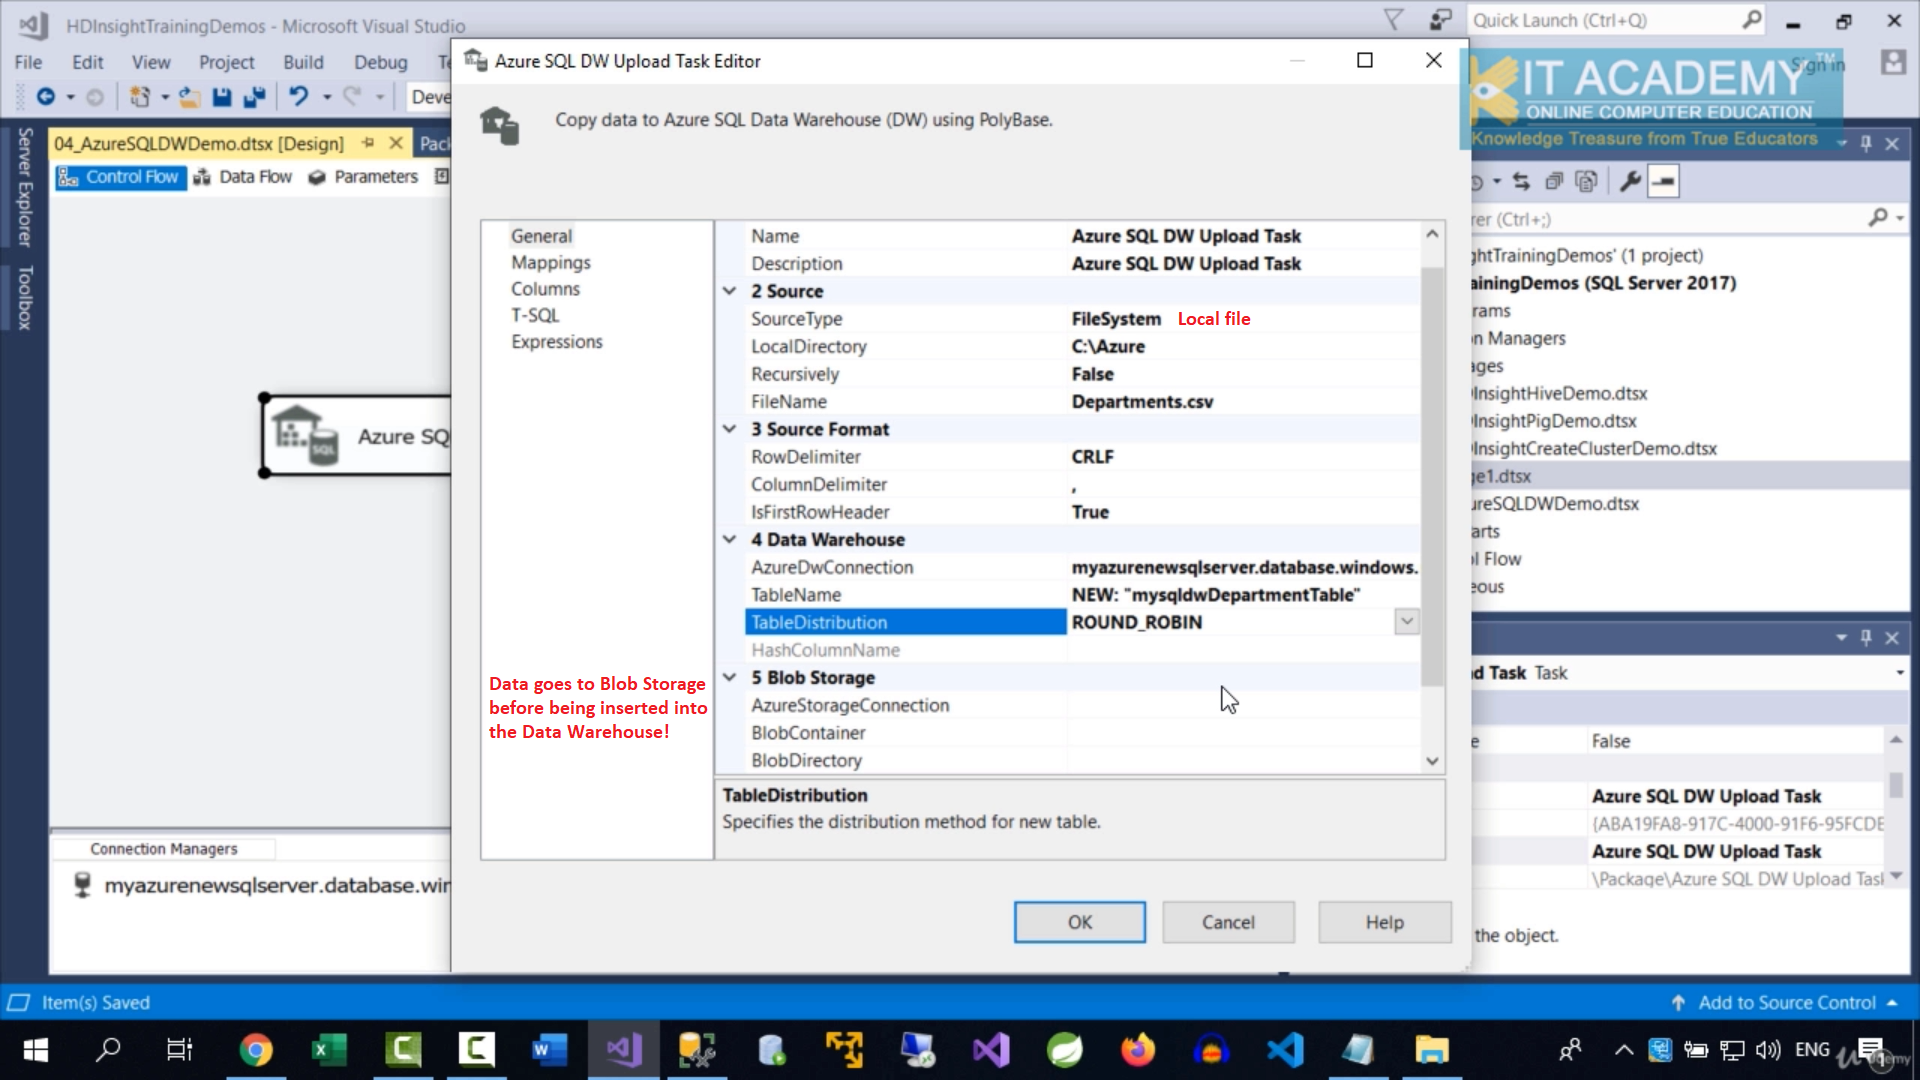 HDInsightTrainingDemos - Microsoft Visual Studio
Quick Launch (Ctrl+Q)
File Edit View Project Build Debug
Sign in
Deve
Azure SQL DW Upload Task Editor
Copy data to Azure SQL Data Warehouse (DW) using PolyBase.
KIT ACADEMY™
ONLINE COMPUTER EDUCATION
Knowledge Treasure from True Educators
Server Explorer
Toolbox
04_AzureSQLDWDemo.dtsx [Design]
Pac
Control Flow Data Flow Parameters
Azure SQ
SQL
General
Mappings
Columns
T-SQL
Expressions
Name Azure SQL DW Upload Task
Description Azure SQL DW Upload Task
2 Source
SourceType FileSystem Local file
LocalDirectory C:\Azure
Recursively False
FileName Departments.csv
3 Source Format
RowDelimiter CRLF
ColumnDelimiter ,
IsFirstRowHeader True
4 Data Warehouse
AzureDwConnection myazurenewsqlserver.database.windows.
TableName NEW: "mysqldwDepartmentTable"
TableDistribution ROUND_ROBIN
HashColumnName
5 Blob Storage
AzureStorageConnection
BlobContainer
BlobDirectory
Data goes to Blob Storage
before being inserted into
the Data Warehouse!
TableDistribution
Specifies the distribution method for new table.
OK Cancel Help
rer (Ctrl+;)
ghtTrainingDemos' (1 project)
ainingDemos (SQL Server 2017)
rams
n Managers
ages
InsightHiveDemo.dtsx
InsightPigDemo.dtsx
InsightCreateClusterDemo.dtsx
ge1.dtsx
ureSQLDWDemo.dtsx
arts
l Flow
eous
d Task Task
e False
Azure SQL DW Upload Task
{ABA19FA8-917C-4000-91F6-95FCDE
Azure SQL DW Upload Task
\Package\Azure SQL DW Upload Task
the object.
Connection Managers
myazurenewsqlserver.database.win
Item(s) Saved
Add to Source Control
ENG